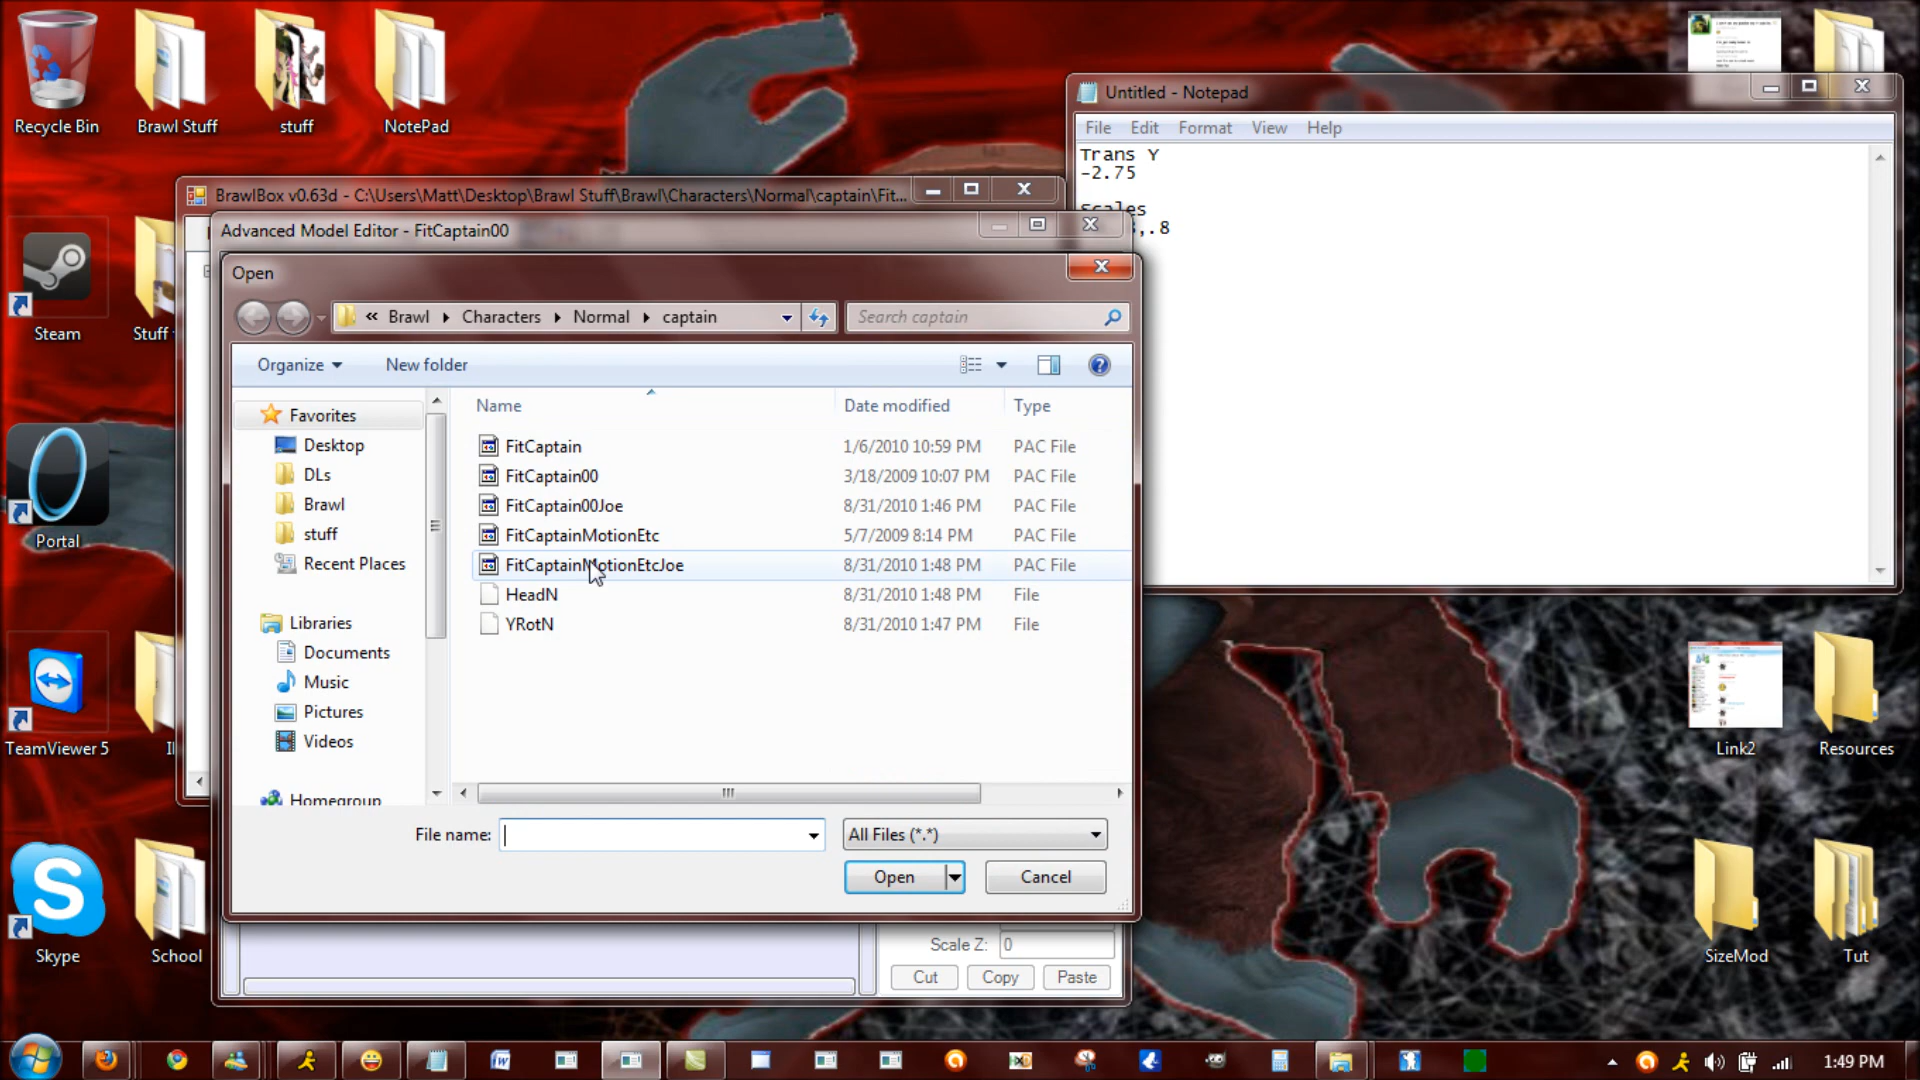 Recycle Bin
Brawl Stuff
stuff
NotePad
Untitled - Notepad
File Edit Format View Help
Trans Y
-2.75
Scales
,.8
BrawlBox v0.63d - C:\Users\Matt\Desktop\Brawl Stuff\Brawl\Characters\Normal\captain\Fit...
Advanced Model Editor - FitCaptain00
Open
« Brawl Characters Normal captain
Search captain
Organize
New folder
Name Date modified Type
Favorites
Desktop
DLs
Brawl
stuff
Recent Places
Libraries
Documents
Music
Pictures
Videos
Homegroup
FitCaptain 1/6/2010 10:59 PM PAC File
FitCaptain00 3/18/2009 10:07 PM PAC File
FitCaptain00Joe 8/31/2010 1:46 PM PAC File
FitCaptainMotionEtc 5/7/2009 8:14 PM PAC File
FitCaptainMotionEtcJoe 8/31/2010 1:48 PM PAC File
HeadN 8/31/2010 1:48 PM File
YRotN 8/31/2010 1:47 PM File
File name:
All Files (*.*)
Open
Cancel
Scale Z: 0
Cut Copy Paste
Steam
Stuff
Portal
TeamViewer 5
Skype
School
Link2
Resources
SizeMod
Tut
1:49 PM